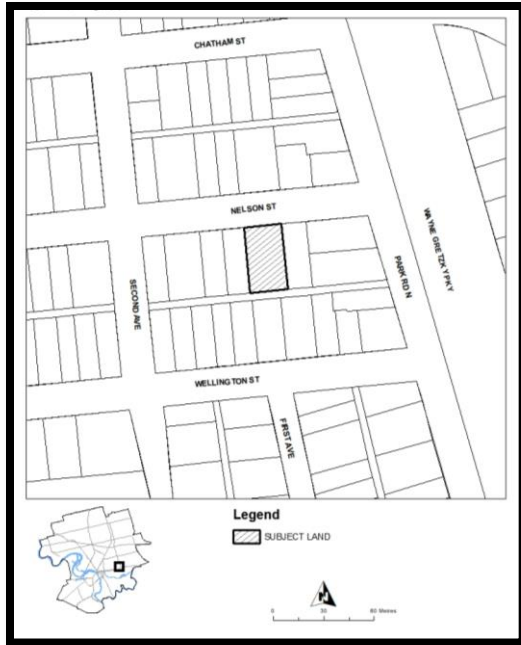 CHATHAM ST
NELSON ST
WAYNE GRETZKY PKY
PARK RD N
SECOND AVE
WELLINGTON ST
FIRST AVE
Legend
SUBJECT LAND
N
0 30 60 Metres